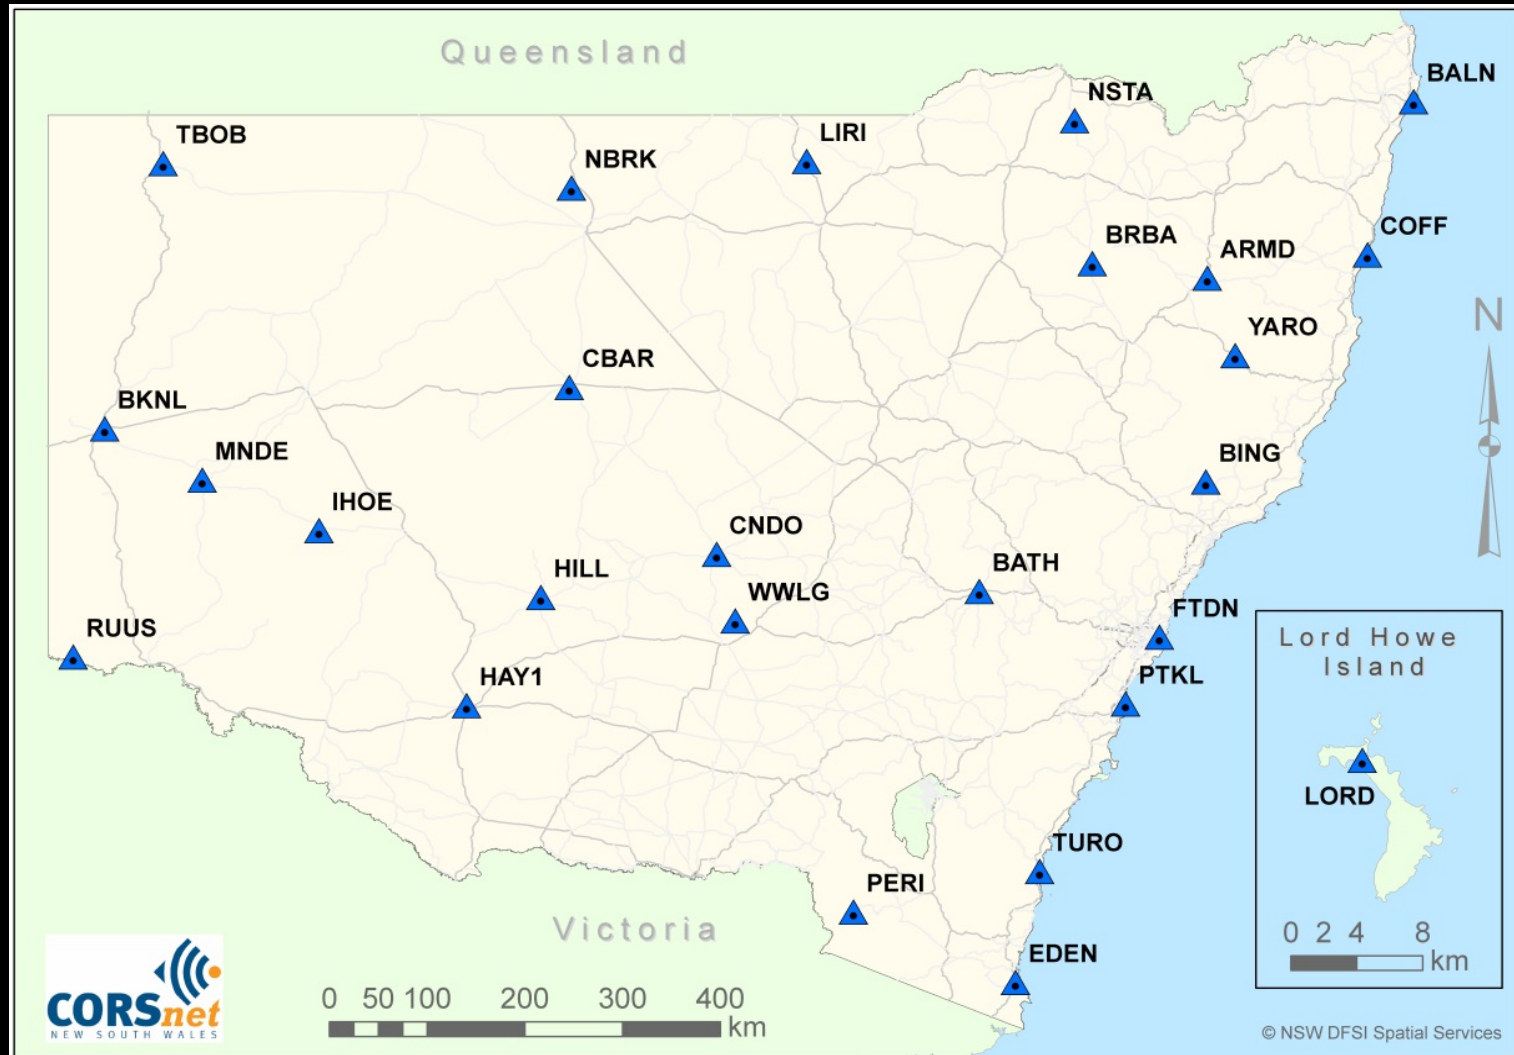 Queensland
BALN
NSTA
TBOB
LIRI
NBRK
COFF
BRBA
ARMD
YARO
N
CBAR
BKNL
MNDE
BING
IHOE
CNDO
HILL
BATH
WWLG
FTDN
RUUS
Lord Howe
Island
HAY1
PTKL
LORD
TURO
PERI
Victoria
0 2 4 8
km
EDEN
CORSnet
NEW SOUTH WALES
0 50 100 200 300 400
km
© NSW DFSI Spatial Services